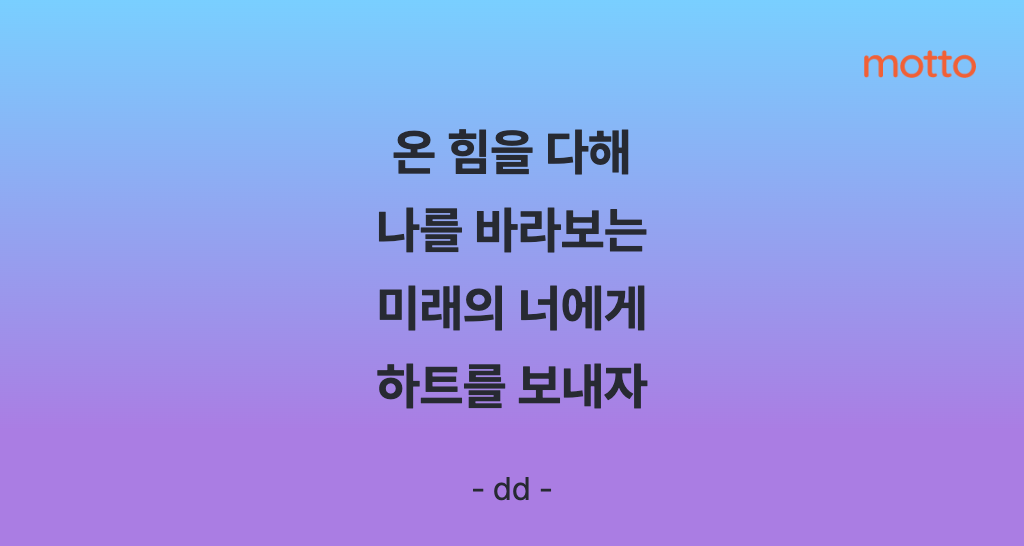 motto
온 힘을 다해
나를 바라보는
미래의 너에게
하트를 보내자
- dd -